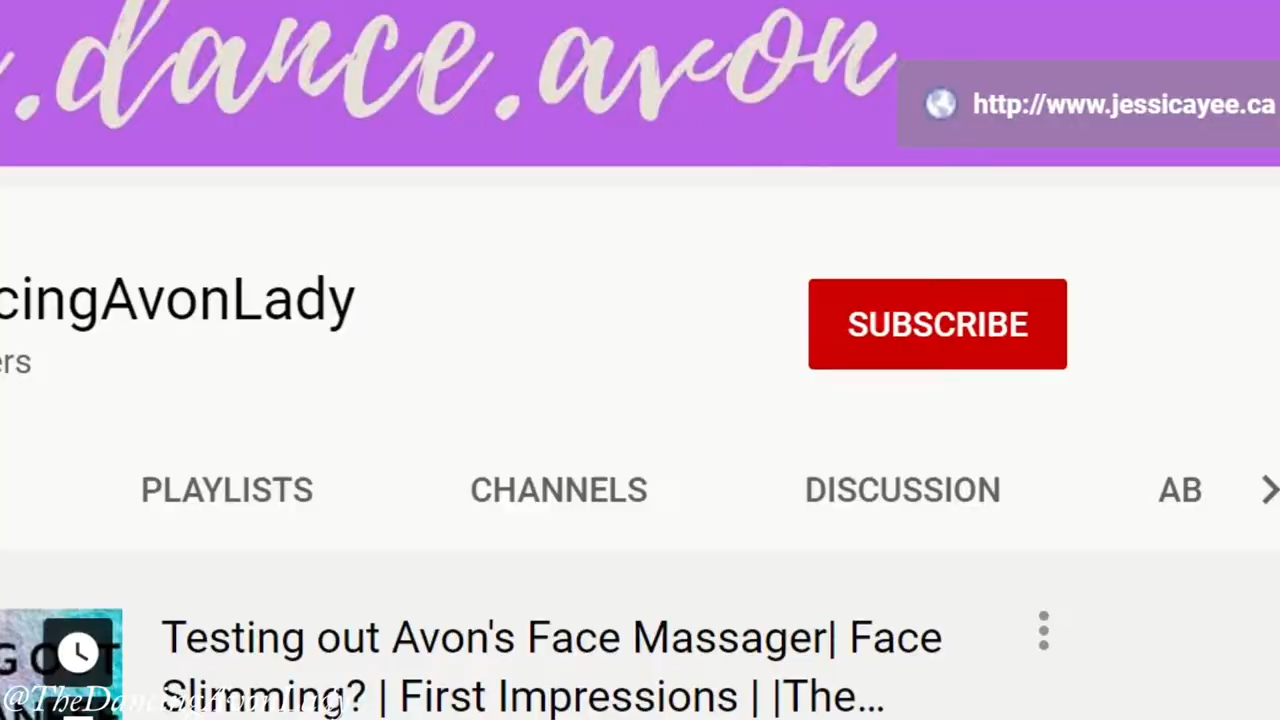 .dance.avon
http://www.jessicayee.ca
cingAvonLady
SUBSCRIBE
ers
PLAYLISTS CHANNELS DISCUSSION AB
Testing out Avon's Face Massager| Face
Slimming? | First Impressions | |The...
@TheDancingAvonLady